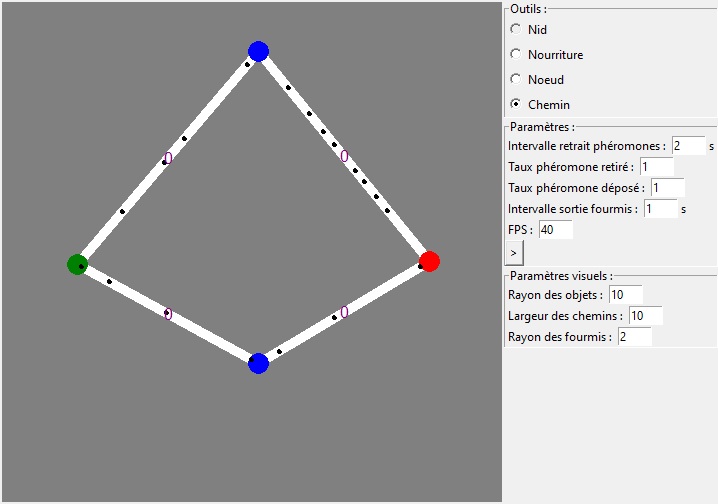 Outils :
Nid
Nourriture
Noeud
Chemin
Paramètres :
Intervalle retrait phéromones : 2 s
Taux phéromone retiré : 1
Taux phéromone déposé : 1
Intervalle sortie fourmis : 1 s
FPS : 40
>
Paramètres visuels :
Rayon des objets : 10
Largeur des chemins : 10
Rayon des fourmis : 2
0
0
0
0